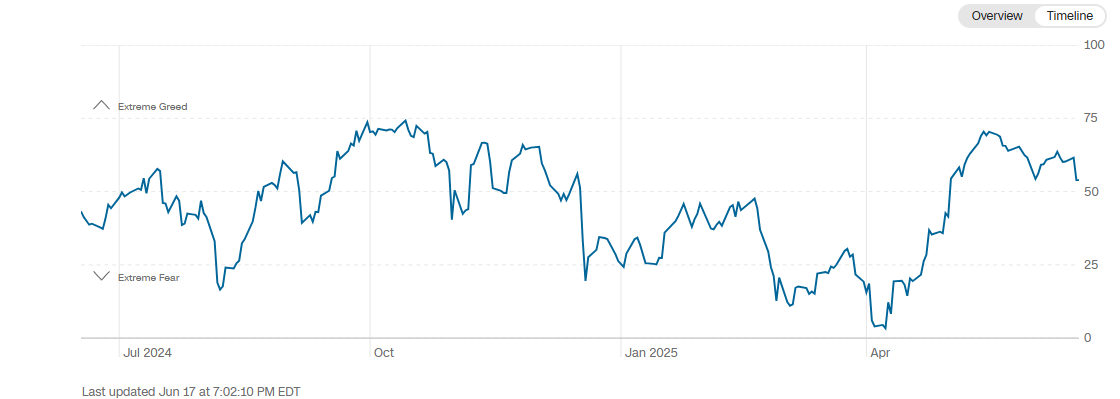 Overview Timeline
100
Extreme Greed
75
50
25
Extreme Fear
0
Jul 2024 Oct Jan 2025 Apr
Last updated Jun 17 at 7:02:10 PM EDT